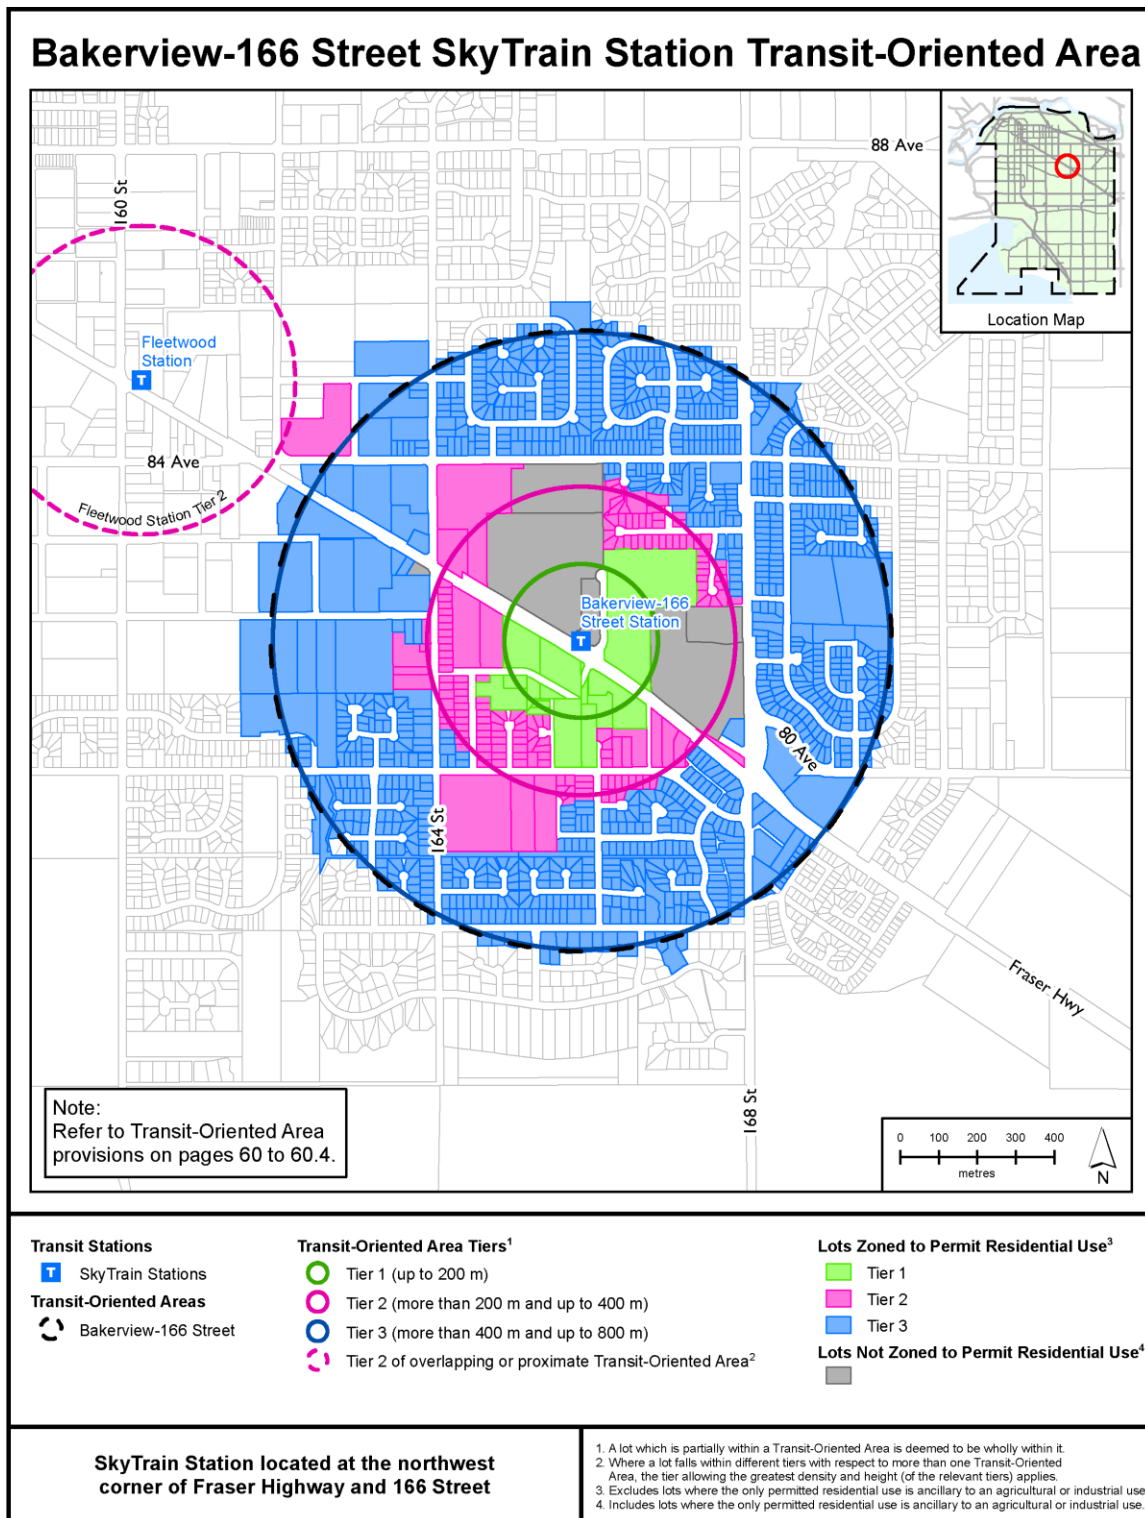 Bakerview-166 Street SkyTrain Station Transit-Oriented Area
88 Ave
160 St
Location Map
Fleetwood
Station
T
84 Ave
Fleetwood Station Tier 2
Bakerview-166
Street Station
T
80 Ave
164 St
Fraser Hwy
168 St
Note:
Refer to Transit-Oriented Area
provisions on pages 60 to 60.4.
0 100 200 300 400
metres
N
Transit Stations
T SkyTrain Stations
Transit-Oriented Areas
Bakerview-166 Street
Transit-Oriented Area Tiers1
Tier 1 (up to 200 m)
Tier 2 (more than 200 m and up to 400 m)
Tier 3 (more than 400 m and up to 800 m)
Tier 2 of overlapping or proximate Transit-Oriented Area2
Lots Zoned to Permit Residential Use3
Tier 1
Tier 2
Tier 3
Lots Not Zoned to Permit Residential Use4
SkyTrain Station located at the northwest
corner of Fraser Highway and 166 Street
1. A lot which is partially within a Transit-Oriented Area is deemed to be wholly within it.
2. Where a lot falls within different tiers with respect to more than one Transit-Oriented
Area, the tier allowing the greatest density and height (of the relevant tiers) applies.
3. Excludes lots where the only permitted residential use is ancillary to an agricultural or industrial use
4. Includes lots where the only permitted residential use is ancillary to an agricultural or industrial use.